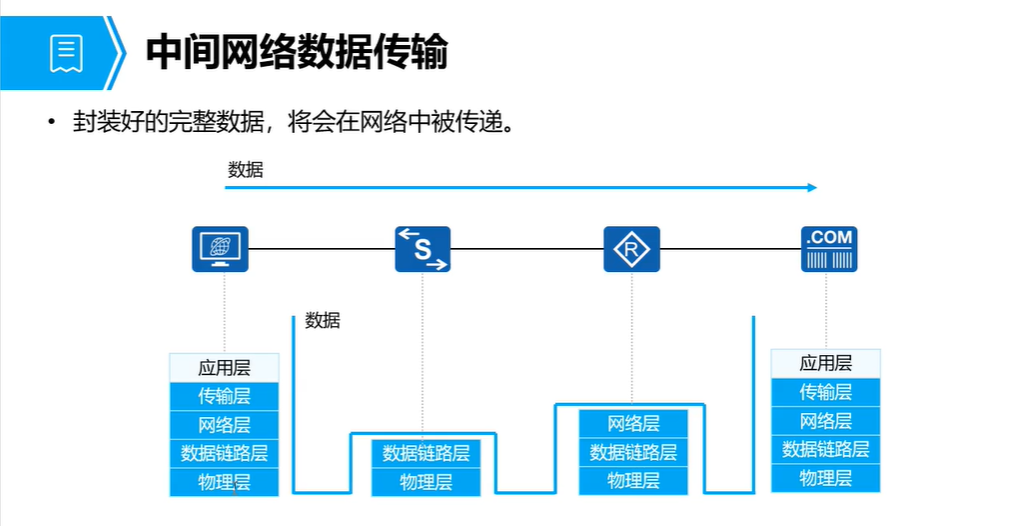 中间网络数据传输
• 封装好的完整数据，将会在网络中被传递。
数据
S
R
.COM
数据
应用层
传输层
网络层
数据链路层
物理层
数据链路层
物理层
网络层
数据链路层
物理层
应用层
传输层
网络层
数据链路层
物理层